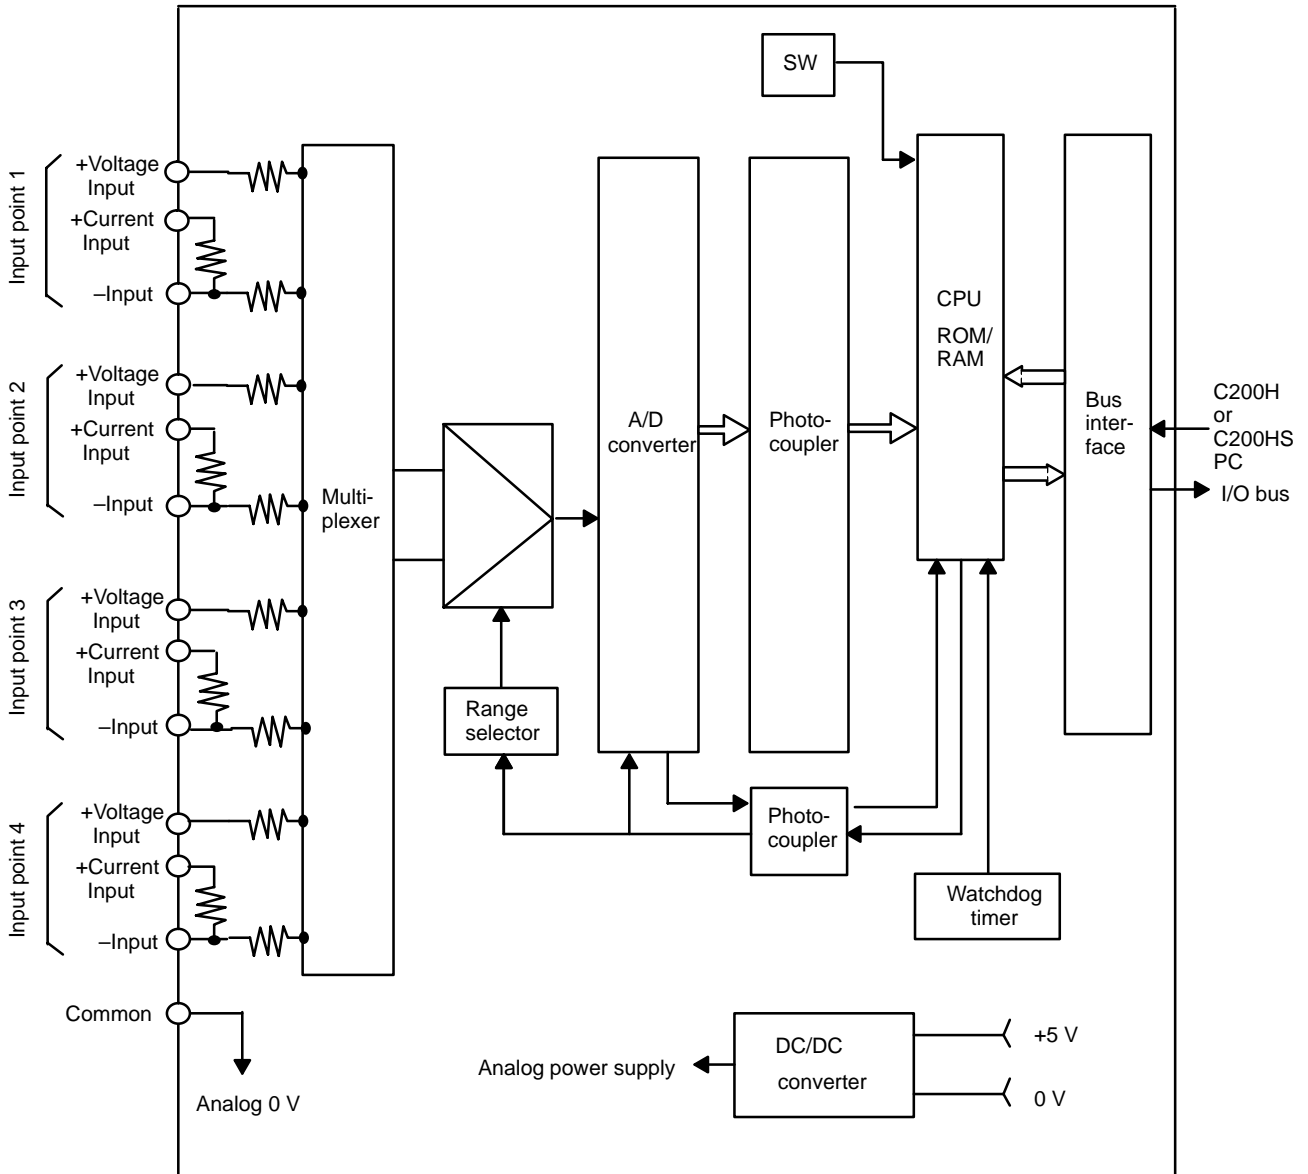 SW
Input point 1
+Voltage
Input
+Current
Input
–Input
Input point 2
+Voltage
Input
+Current
Input
–Input
Input point 3
+Voltage
Input
+Current
Input
–Input
Input point 4
+Voltage
Input
+Current
Input
–Input
Common
Analog 0 V
Multi-
plexer
Range
selector
A/D
converter
Photo-
coupler
Photo-
coupler
CPU
ROM/
RAM
Watchdog
timer
Bus
inter-
face
C200H
or
C200HS
PC
I/O bus
Analog power supply
DC/DC
converter
+5 V
0 V